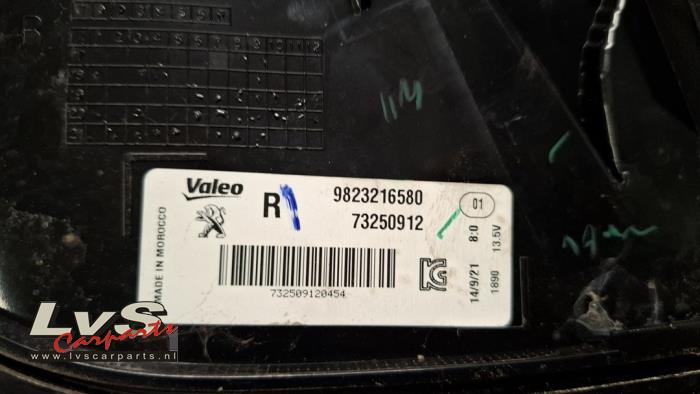 Valeo
R
9823216580
73250912
01
MADE IN MOROCCO
732509120454
14/9/21 8:0
1890 13.5V
LvS
Carparts
www.lvscarparts.nl